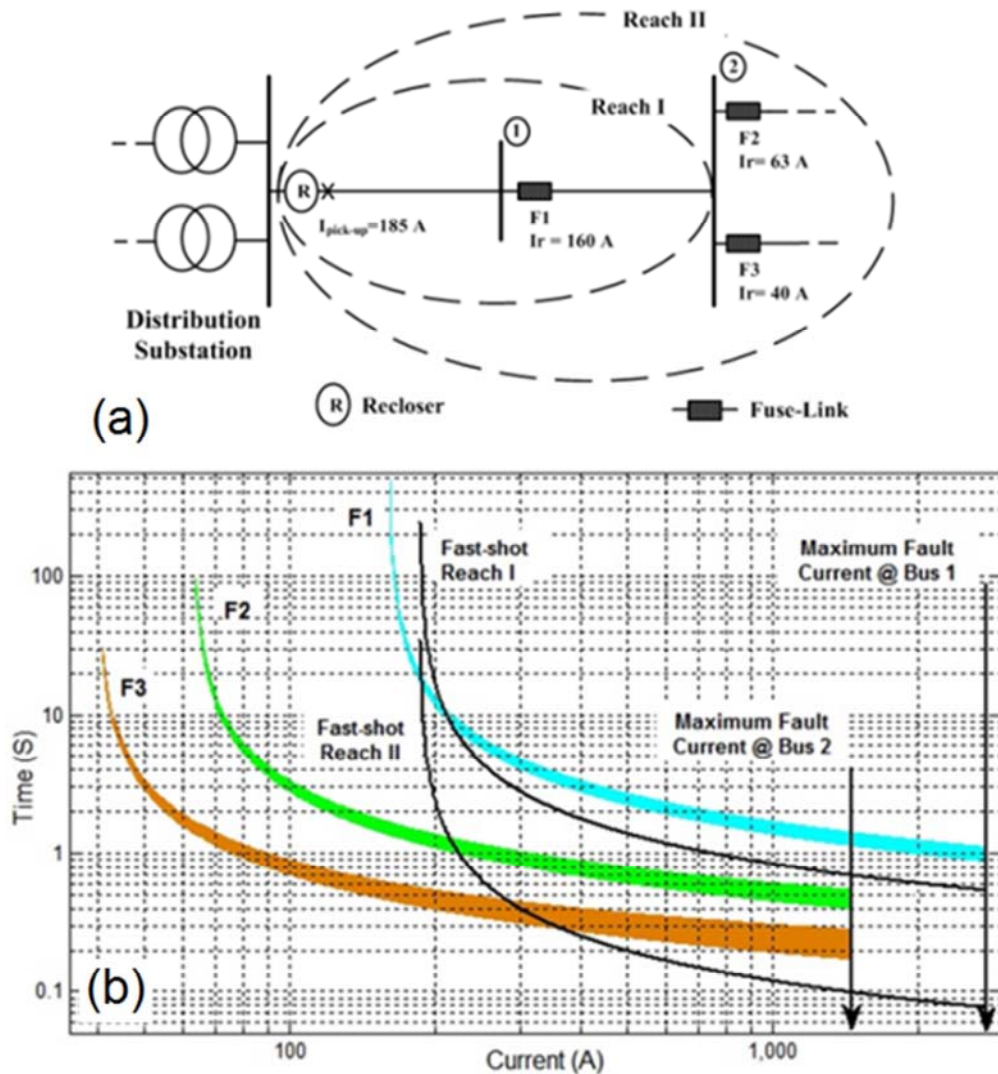 Reach II
Reach I
1
2
F2
Ir= 63 A
R
Ipick-up=185 A
F1
Ir = 160 A
F3
Ir= 40 A
Distribution
Substation
(a)
R Recloser
Fuse-Link
F1
Fast-shot
Reach I
Maximum Fault
Current @ Bus 1
100
F2
F3
10
Fast-shot
Reach II
Maximum Fault
Current @ Bus 2
Time (S)
1
0.1
(b)
100
1,000
Current (A)